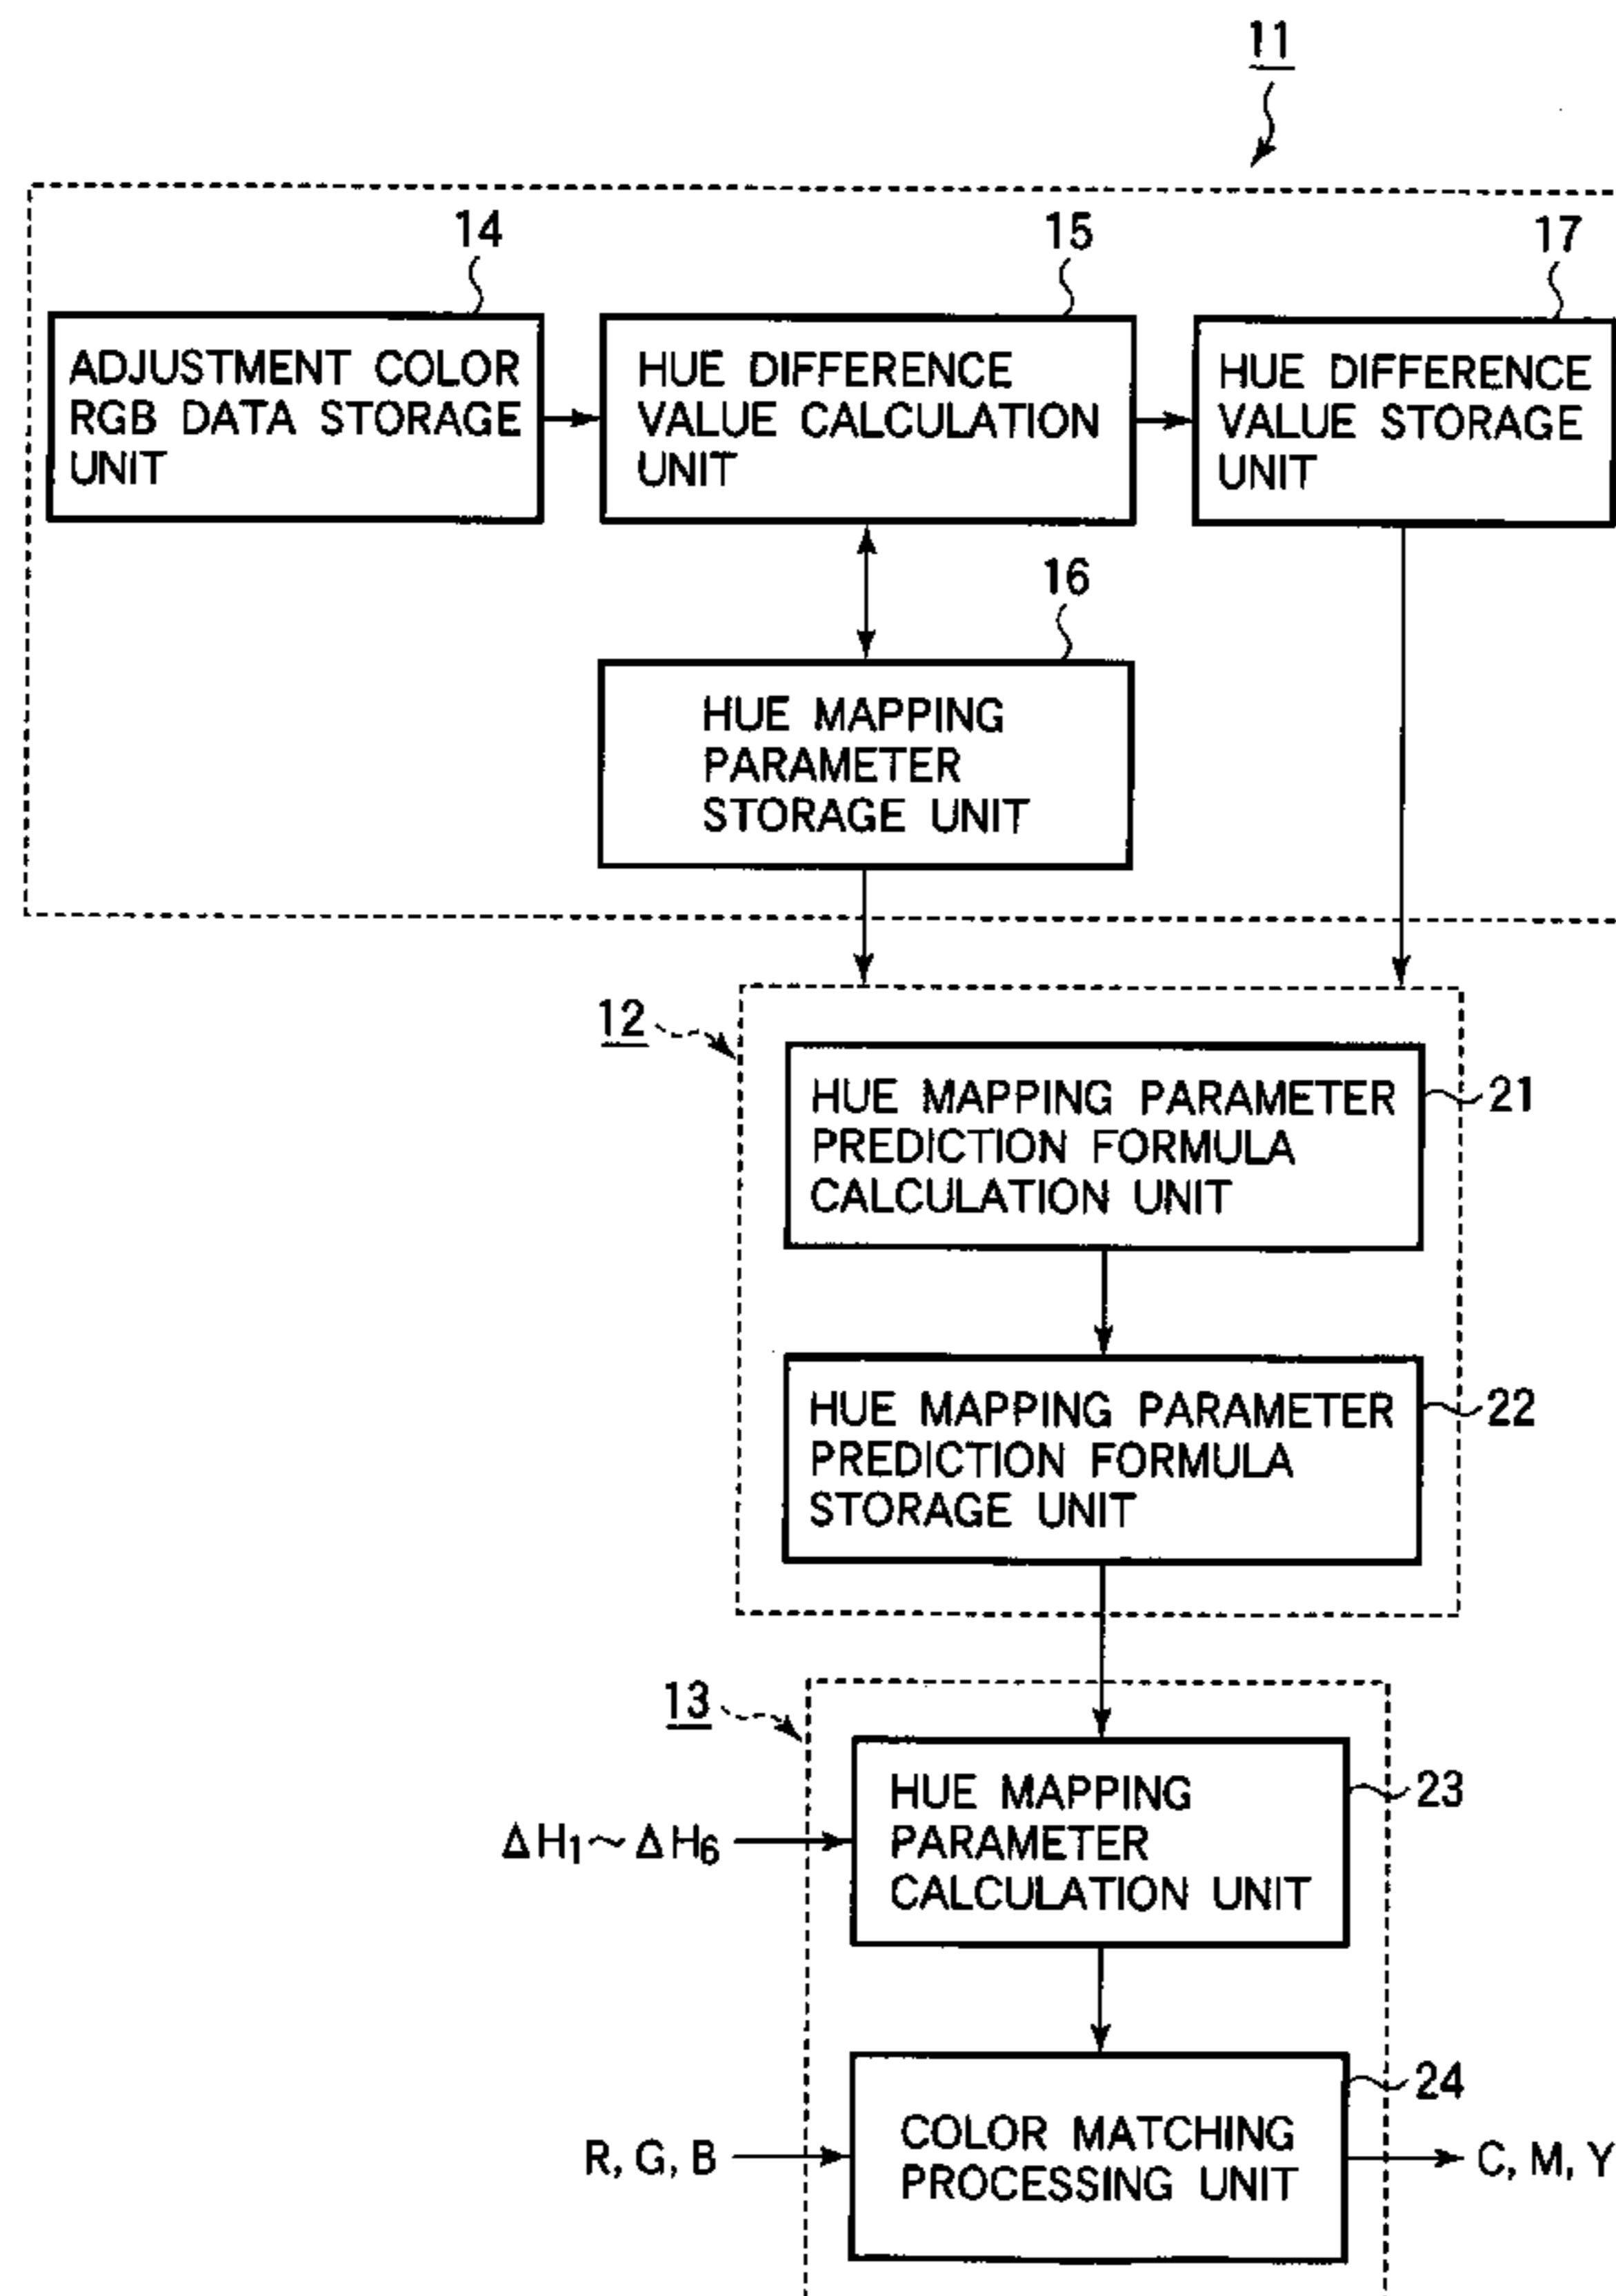 11
14
15
17
ADJUSTMENT COLOR
RGB DATA STORAGE
UNIT
HUE DIFFERENCE
VALUE CALCULATION
UNIT
HUE DIFFERENCE
VALUE STORAGE
UNIT
16
HUE MAPPING
PARAMETER
STORAGE UNIT
12
HUE MAPPING PARAMETER
PREDICTION FORMULA
CALCULATION UNIT
21
HUE MAPPING PARAMETER
PREDICTION FORMULA
STORAGE UNIT
22
13
HUE MAPPING
PARAMETER
CALCULATION UNIT
23
ΔH1~ΔH6
24
COLOR MATCHING
PROCESSING UNIT
R, G, B
C, M, Y